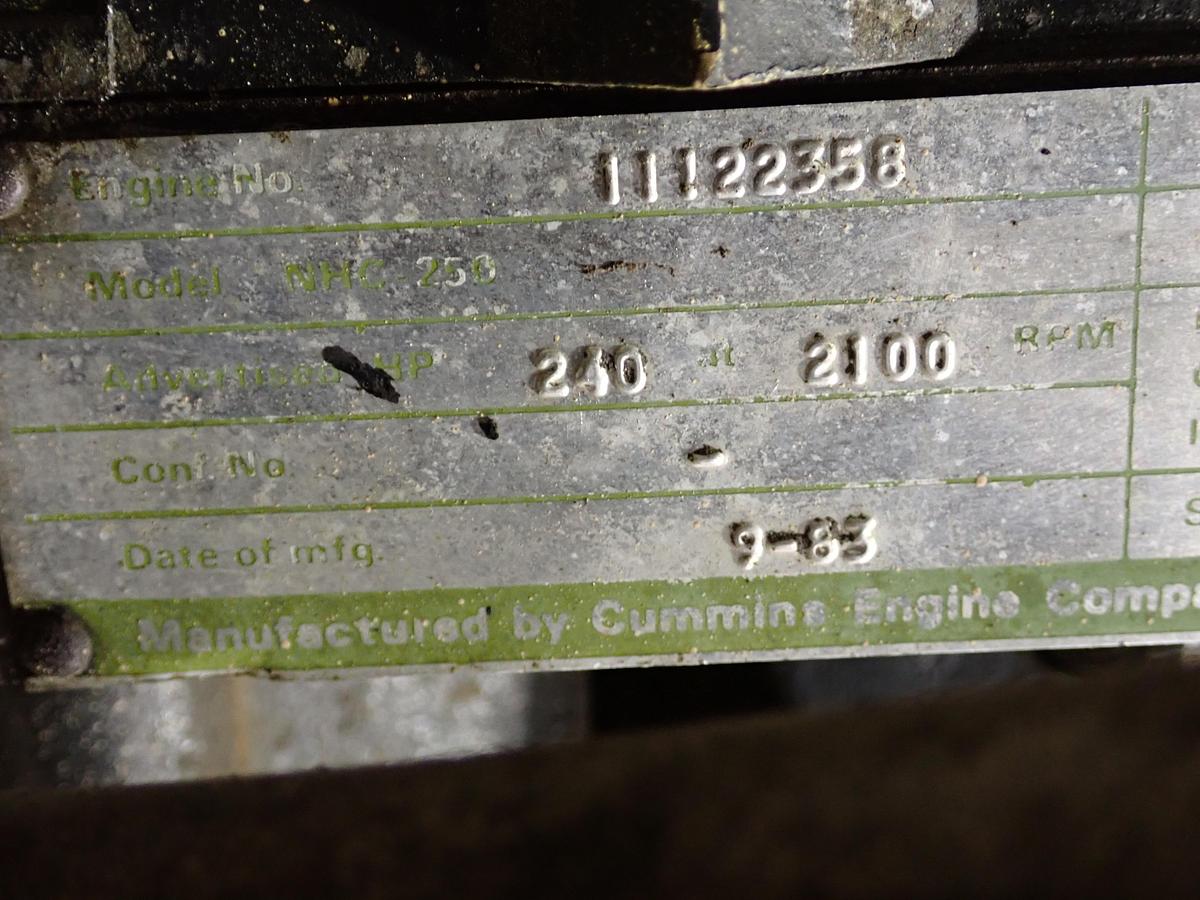 Engine No. 11122358
Model NHC-250
Advertised HP 240 at 2100 RPM
Conf No -
Date of mfg. 9-83
Manufactured by Cummins Engine Compa